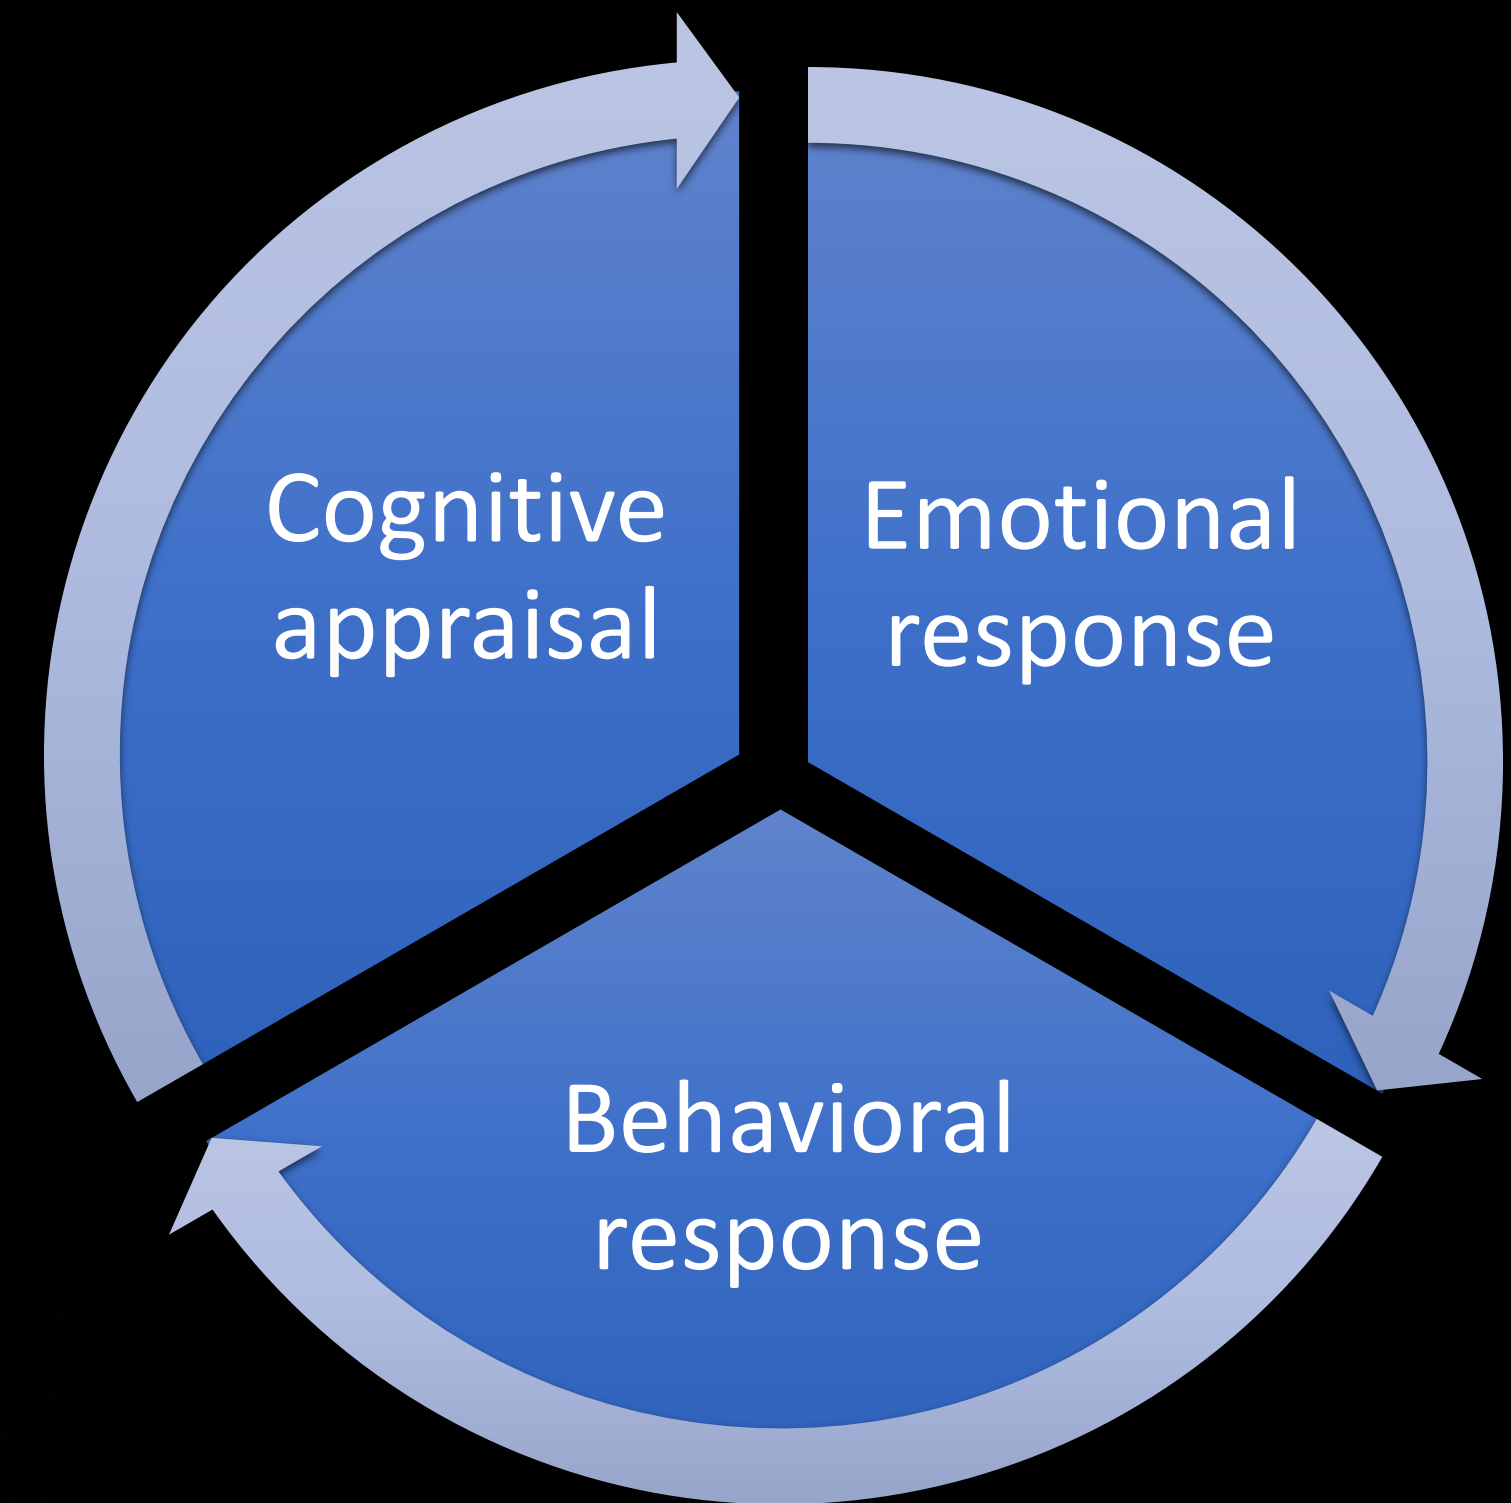 Cognitive
appraisal
Emotional
response
Behavioral
response